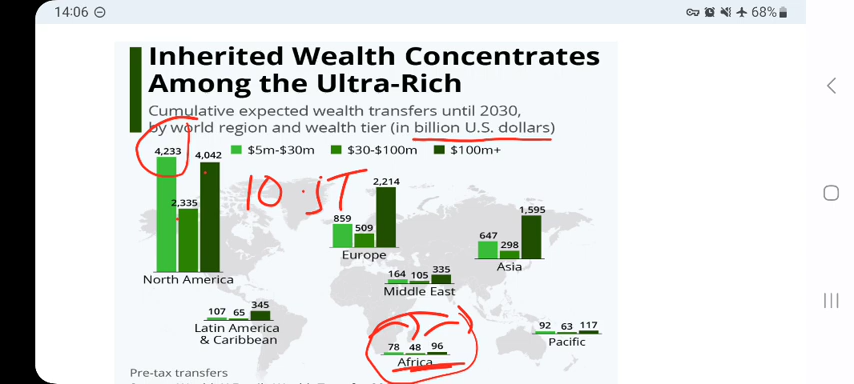 14:06
68%
Inherited Wealth Concentrates
Among the Ultra-Rich
Cumulative expected wealth transfers until 2030,
by world region and wealth tier (in billion U.S. dollars)
$5m-$30m $30-$100m $100m+
4,233 2,335 4,042
North America
859 509 2,214
Europe
647 298 1,595
Asia
164 105 335
Middle East
107 65 345
Latin America
& Caribbean
78 48 96
Africa
92 63 117
Pacific
Pre-tax transfers